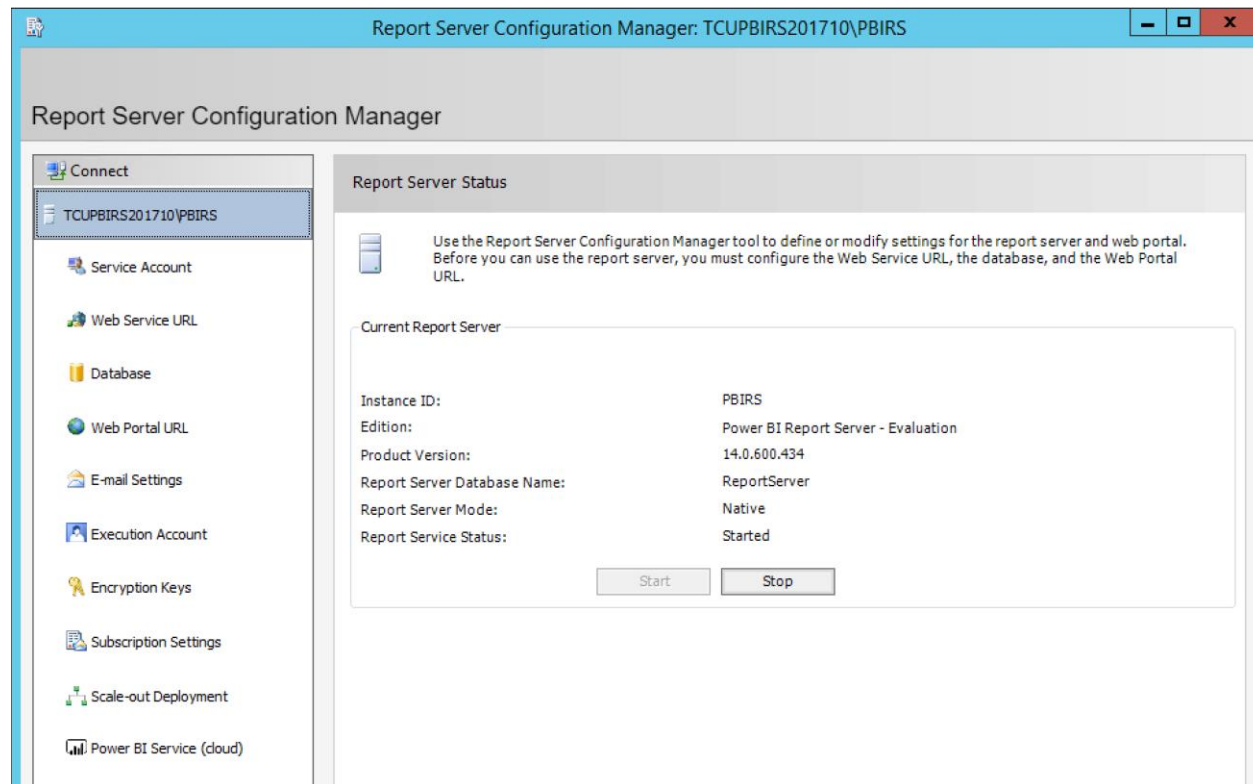 Report Server Configuration Manager: TCUPBIRS201710\PBIRS
Report Server Configuration Manager
Connect
TCUPBIRS201710\PBIRS
Service Account
Web Service URL
Database
Web Portal URL
E-mail Settings
Execution Account
Encryption Keys
Subscription Settings
Scale-out Deployment
Power BI Service (cloud)
Report Server Status
Use the Report Server Configuration Manager tool to define or modify settings for the report server and web portal.
Before you can use the report server, you must configure the Web Service URL, the database, and the Web Portal
URL.
Current Report Server
Instance ID: PBIRS
Edition: Power BI Report Server - Evaluation
Product Version: 14.0.600.434
Report Server Database Name: ReportServer
Report Server Mode: Native
Report Service Status: Started
Start Stop